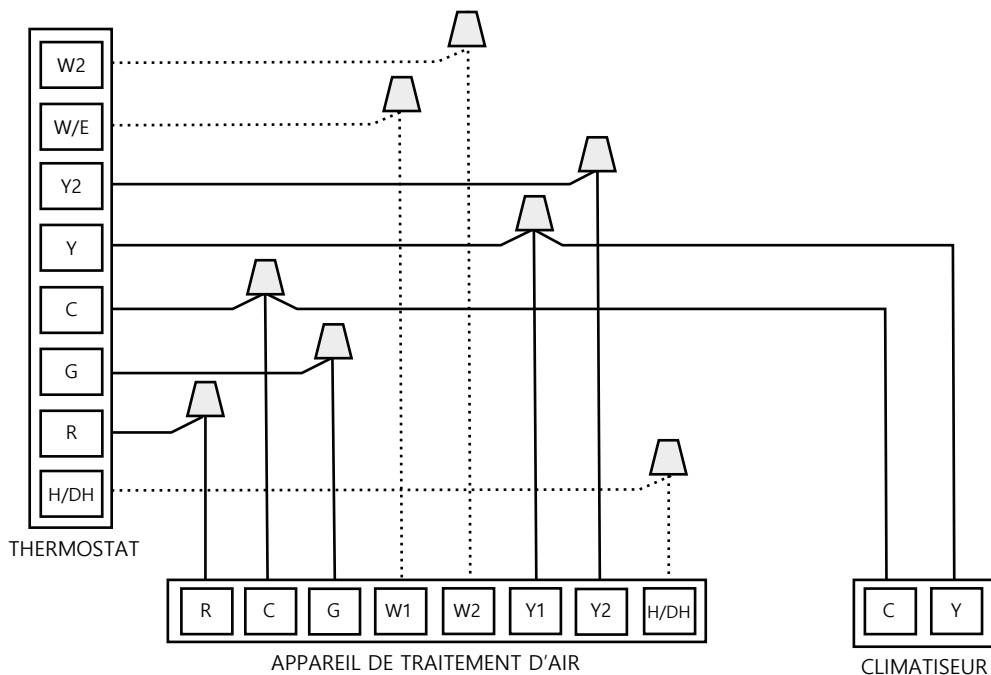 W2
W/E
Y2
Y
C
G
R
H/DH
THERMOSTAT
R C G W1 W2 Y1 Y2 H/DH
APPAREIL DE TRAITEMENT D'AIR
C Y
CLIMATISEUR